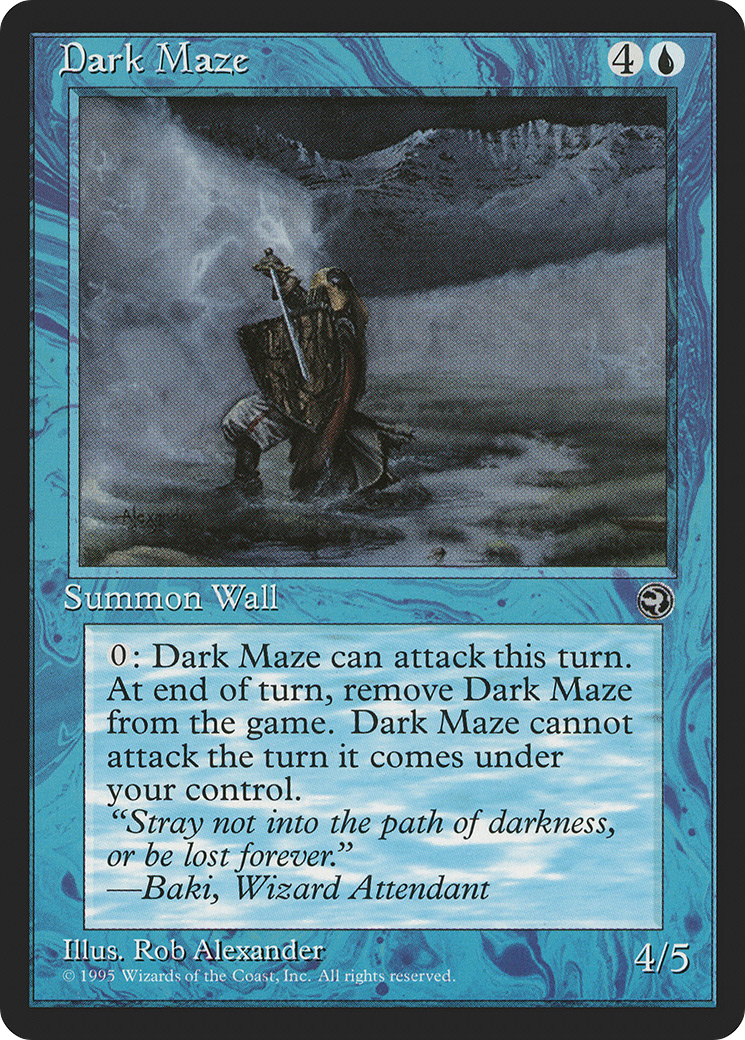 Dark Maze 4
Alexander
Summon Wall
0: Dark Maze can attack this turn.
At end of turn, remove Dark Maze
from the game. Dark Maze cannot
attack the turn it comes under
your control.
“Stray not into the path of darkness,
or be lost forever.”
—Baki, Wizard Attendant
Illus. Rob Alexander
4/5
© 1995 Wizards of the Coast, Inc. All rights reserved.